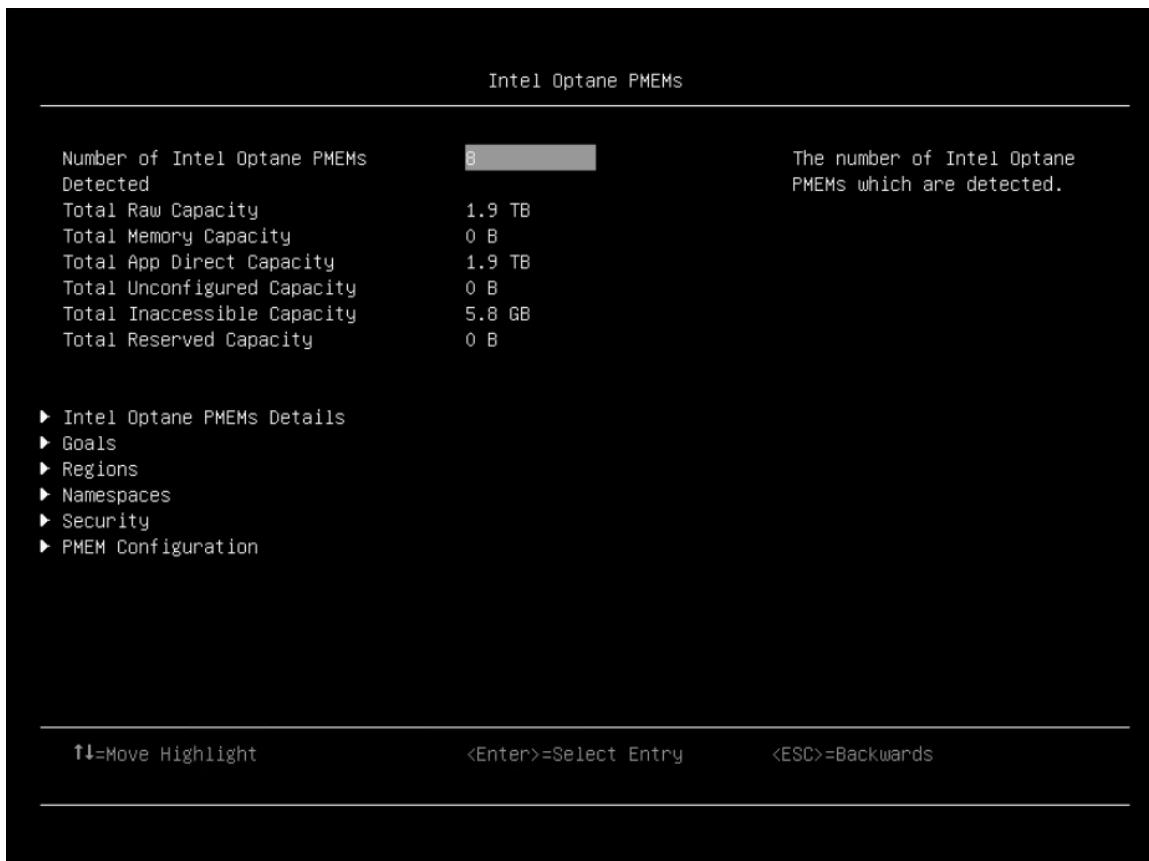 Intel Optane PMEMs
Number of Intel Optane PMEMs Detected 8
Total Raw Capacity 1.9 TB
Total Memory Capacity 0 B
Total App Direct Capacity 1.9 TB
Total Unconfigured Capacity 0 B
Total Inaccessible Capacity 5.8 GB
Total Reserved Capacity 0 B
The number of Intel Optane
PMEMs which are detected.
Intel Optane PMEMs Details
Goals
Regions
Namespaces
Security
PMEM Configuration
↑↓=Move Highlight <Enter>=Select Entry <ESC>=Backwards